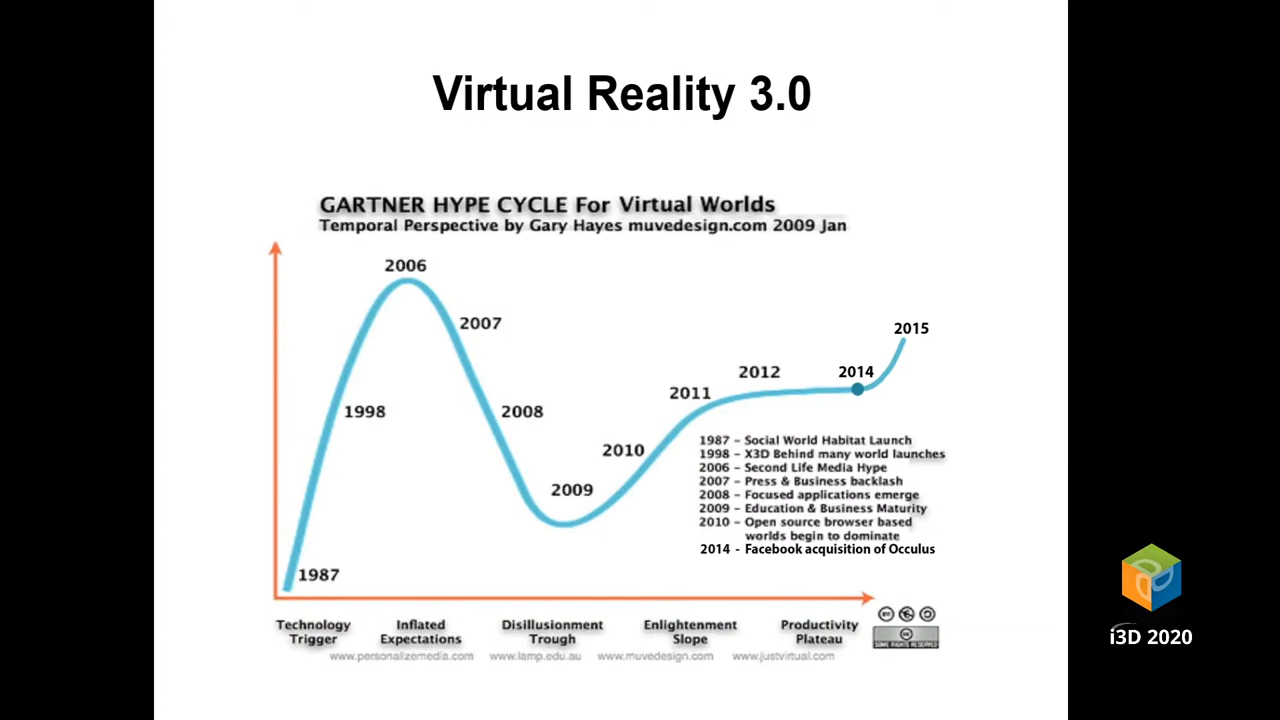 Virtual Reality 3.0
GARTNER HYPE CYCLE For Virtual Worlds
Temporal Perspective by Gary Hayes muvedesign.com 2009 Jan
2006
2007
2015
2014
2012
2011
1998
2008
2010
2009
1987
1987 – Social World Habitat Launch
1998 – X3D Behind many world launches
2006 – Second Life Media Hype
2007 – Press & Business backlash
2008 – Focused applications emerge
2009 – Education & Business Maturity
2010 – Open source browser based
worlds begin to dominate
2014 - Facebook acquisition of Occulus
Technology
Trigger
Inflated
Expectations
Disillusionment
Trough
Enlightenment
Slope
Productivity
Plateau
cc
SOME RIGHTS RESERVED
www.personalizemedia.com www.lamp.edu.au www.muvedesign.com www.justvirtual.com
i3D 2020